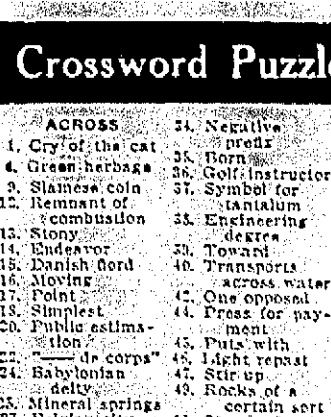 Crossword Puzzle
ACROSS
1. Cry of the cat
4. Green herbage
9. Siamese coin
12. Remnant of
combustion
13. Stony
14. Endeavor
15. Danish fiord
16. Moving
17. Point
18. Simplest
20. Public estima-
tion
22. "—— de corps"
24. Babylonian
deity
25. Mineral springs
34. Negative
prefix
35. Born
36. Golf instructor
37. Symbol for
tantalum
38. Engineering
degree
39. Toward
40. Transports
across water
42. One opposed
44. Press for pay-
ment
45. Puts with
46. Light repast
47. Stir up
49. Rocks of a
certain sort